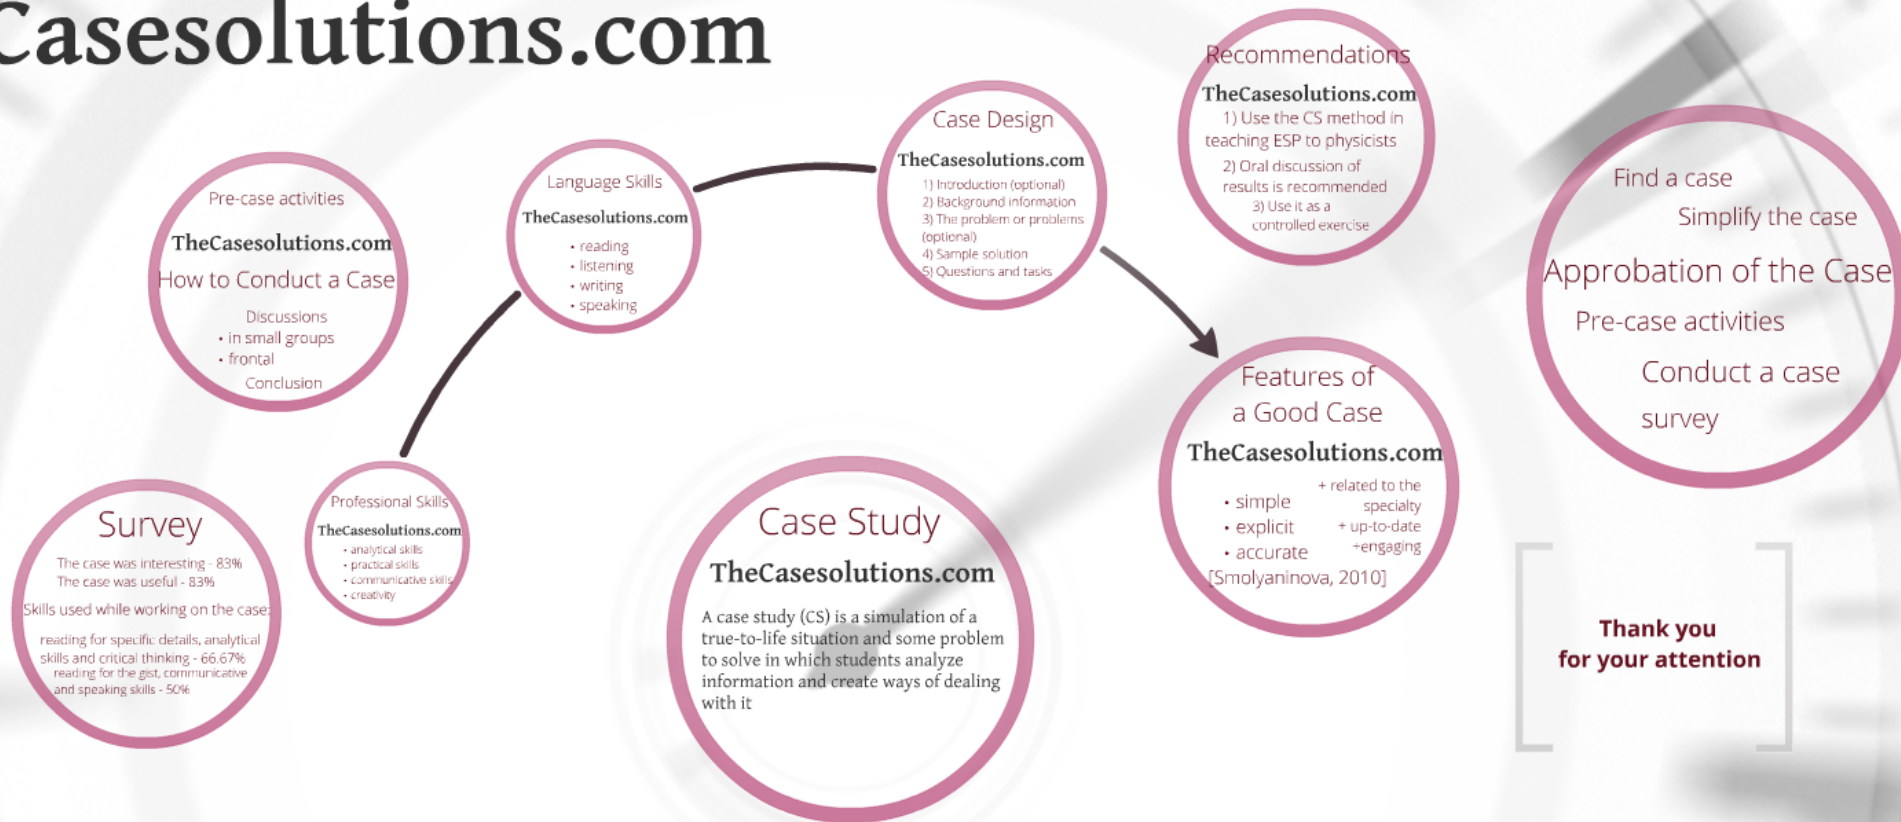 Casesolutions.com
Pre-case activities
TheCasesolutions.com
How to Conduct a Case
Discussions
• in small groups
• frontal
Conclusion
Language Skills
TheCasesolutions.com
• reading
• listening
• writing
• speaking
Case Design
TheCasesolutions.com
1) Introduction (optional)
2) Background information
3) The problem or problems
(optional)
4) Sample solution
5) Questions and tasks
Recommendations
TheCasesolutions.com
1) Use the CS method in
teaching ESP to physicists
2) Oral discussion of
results is recommended
3) Use it as a
controlled exercise
Find a case
Simplify the case
Approbation of the Case
Pre-case activities
Conduct a case
survey
Survey
The case was interesting - 83%
The case was useful - 83%
Skills used while working on the case:
reading for specific details, analytical
skills and critical thinking - 66.67%
reading for the gist, communicative
and speaking skills - 50%
Professional Skills
TheCasesolutions.com
• analytical skills
• practical skills
• communicative skills
• creativity
Case Study
TheCasesolutions.com
A case study (CS) is a simulation of a
true-to-life situation and some problem
to solve in which students analyze
information and create ways of dealing
with it
Features of
a Good Case
TheCasesolutions.com
• simple
• explicit
• accurate
+ related to the
specialty
+ up-to-date
+engaging
[Smolyaninova, 2010]
Thank you
for your attention